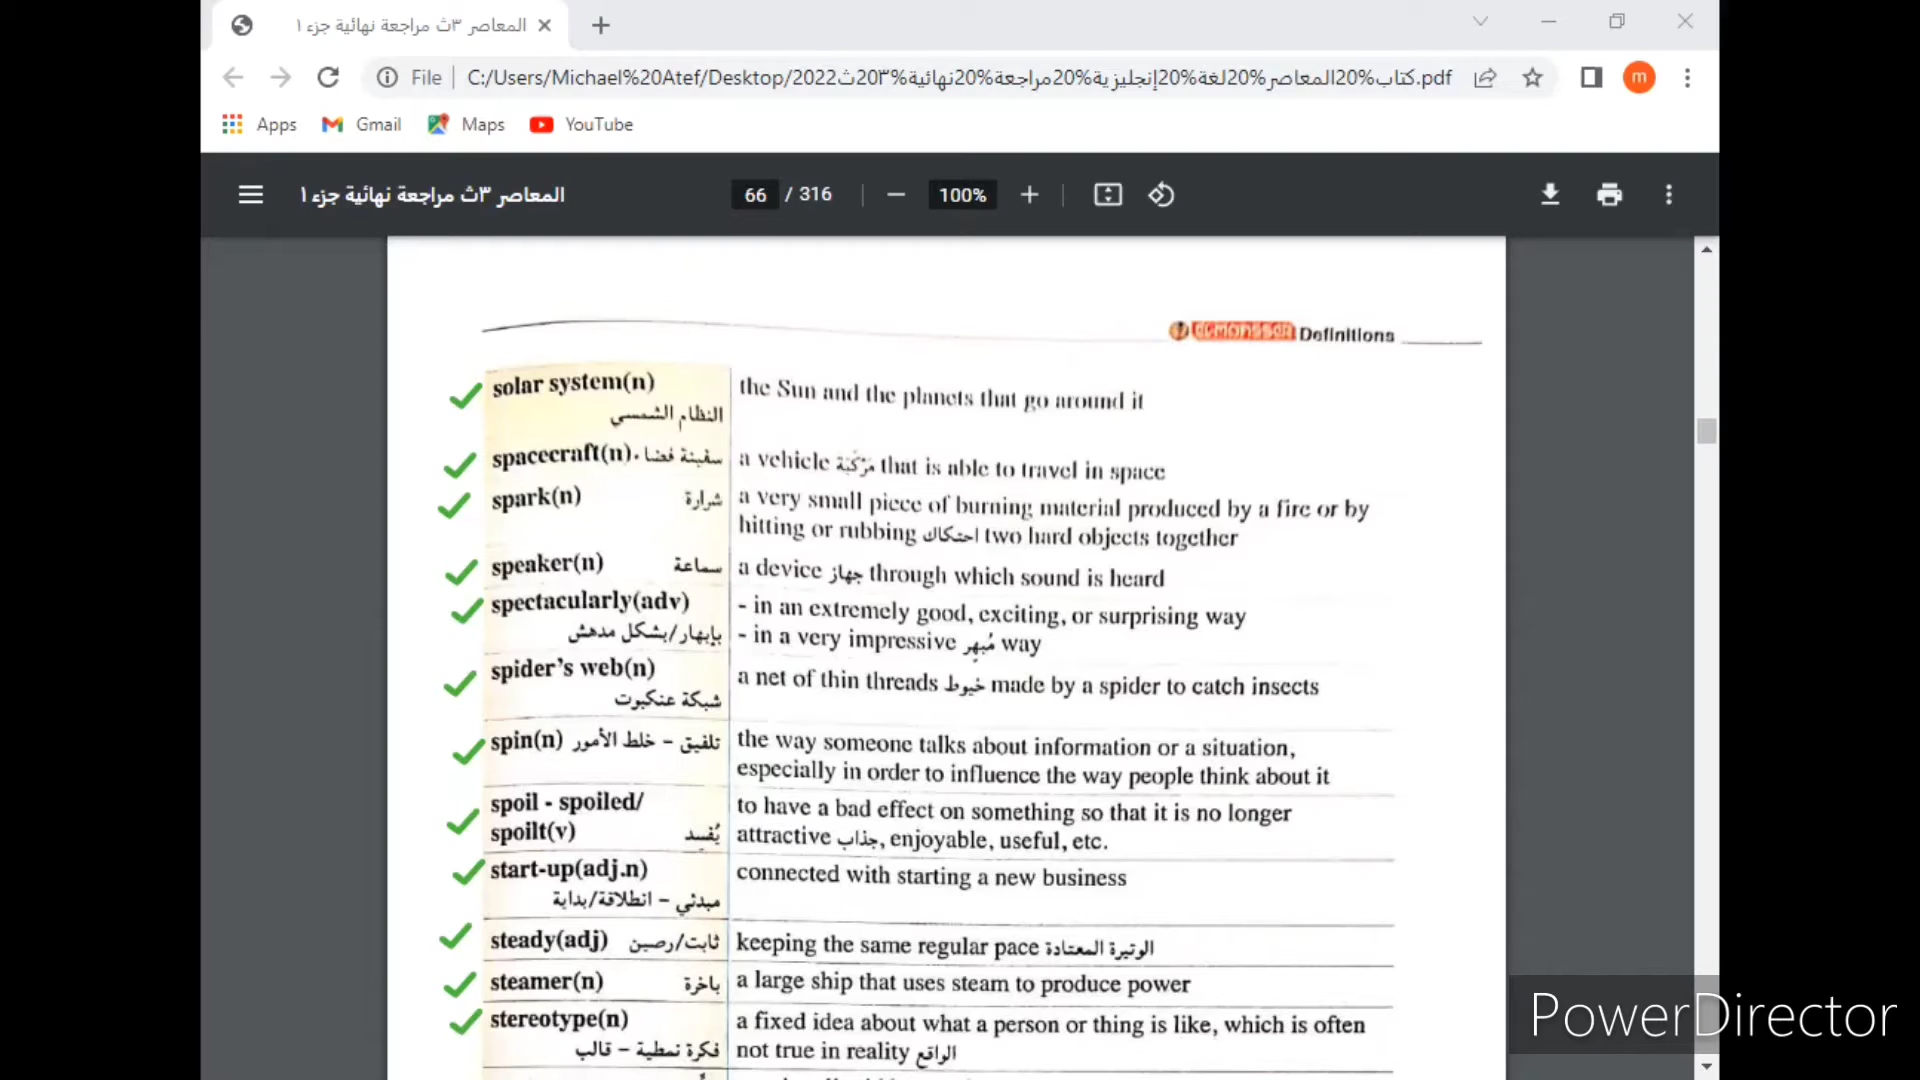 المعاصر ٣ث مراجعة نهائية جزء ١
File
C:/Users/Michael%20Atef/Desktop/2022كتاب%20المعاصر%20لغة%20إنجليزية%20مراجعة%20نهائية%20٣ث.pdf
m
Apps Gmail Maps YouTube
المعاصر ٣ث مراجعة نهائية جزء ١ 66 / 316 100%
Definitions
solar system(n) the Sun and the planets that go around it
النظام الشمسي
spacecraft(n) سفينة فضاء a vehicle مَرْكَبَة that is able to travel in space
spark(n) شرارة a very small piece of burning material produced by a fire or by
hitting or rubbing احتكاك two hard objects together
speaker(n) سماعة a device جهاز through which sound is heard
spectacularly(adv) - in an extremely good, exciting, or surprising way
بإبهار/بشكل مدهش - in a very impressive مُبهِر way
spider's web(n) a net of thin threads خيوط made by a spider to catch insects
شبكة عنكبوت
spin(n) تلفيق – خلط الأمور the way someone talks about information or a situation,
especially in order to influence the way people think about it
spoil - spoiled/ to have a bad effect on something so that it is no longer
spoilt(v) يُفسِد attractive جذاب, enjoyable, useful, etc.
start-up(adj.n) connected with starting a new business
مبدئي – انطلاقة/بداية
steady(adj) ثابت/رصين keeping the same regular pace الوتيرة المعتادة
steamer(n) باخرة a large ship that uses steam to produce power
stereotype(n) a fixed idea about what a person or thing is like, which is often
فكرة نمطية – قالب not true in reality الواقع
PowerDirector